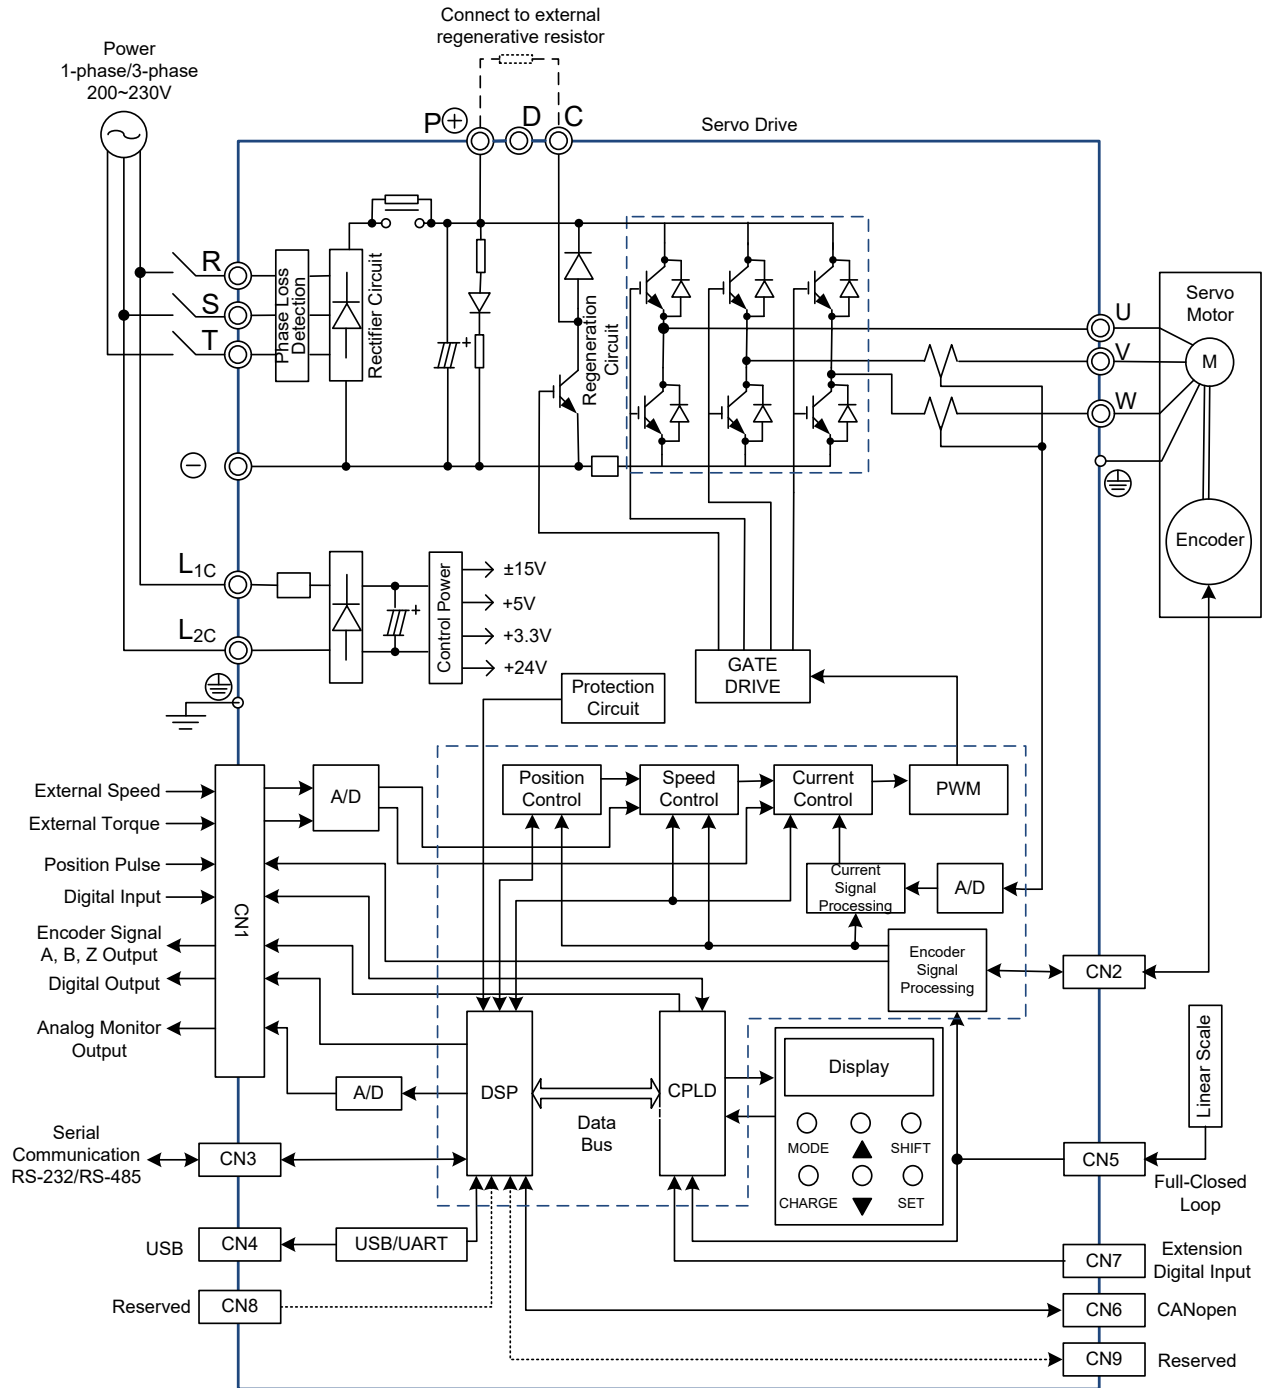 Connect to external
regenerative resistor
Power
1-phase/3-phase
200~230V
P⊕
D
C
Servo Drive
R
S
T
Phase Loss
Detection
Rectifier Circuit
Regeneration
Circuit
U
V
W
Servo
Motor
M
Encoder
L1C
L2C
Control Power
±15V
+5V
+3.3V
+24V
GATE
DRIVE
Protection
Circuit
External Speed
External Torque
Position Pulse
Digital Input
Encoder Signal
A, B, Z Output
Digital Output
Analog Monitor
Output
CN1
A/D
Position
Control
Speed
Control
Current
Control
PWM
Current
Signal
Processing
A/D
Encoder
Signal
Processing
CN2
A/D
DSP
Data
Bus
CPLD
Display
MODE
▲
SHIFT
CHARGE
▼
SET
Linear Scale
CN5
Full-Closed
Loop
Serial
Communication
RS-232/RS-485
CN3
USB
CN4
USB/UART
Reserved
CN8
CN7
Extension
Digital Input
CN6
CANopen
CN9
Reserved